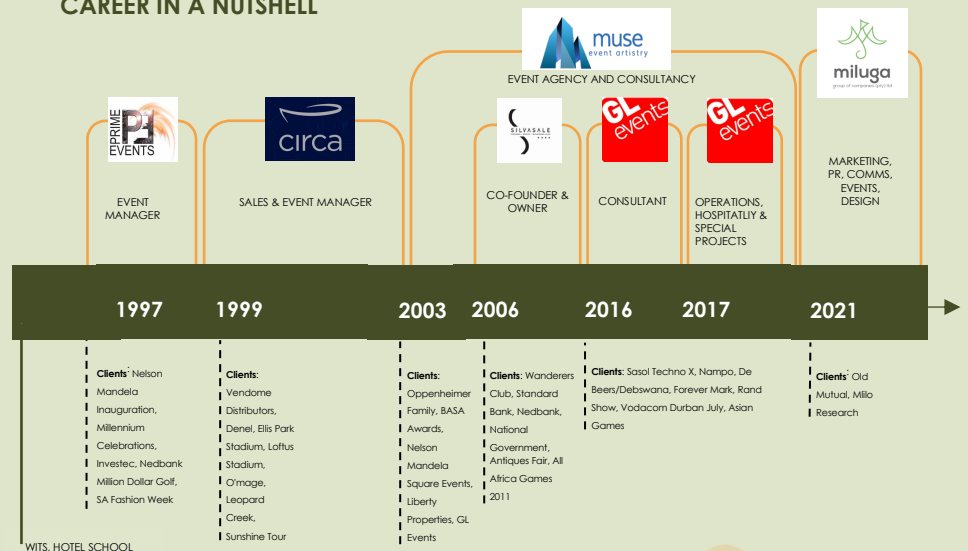 CAREER IN A NUTSHELL
muse
event artistry
EVENT AGENCY AND CONSULTANCY
miluga
group of companies (pty) ltd
PRIME
PE
EVENTS
circa
SILVASALE
GL
events
GL
events
EVENT
MANAGER
SALES & EVENT MANAGER
CO-FOUNDER &
OWNER
CONSULTANT
OPERATIONS,
HOSPITATLIY &
SPECIAL
PROJECTS
MARKETING,
PR, COMMS,
EVENTS,
DESIGN
1997
1999
2003
2006
2016
2017
2021
Clients: Nelson
Mandela
Inauguration,
Millennium
Celebrations,
Investec, Nedbank
Million Dollar Golf,
SA Fashion Week
Clients:
Vendome
Distributors,
Denel, Ellis Park
Stadium, Loftus
Stadium,
O'mage,
Leopard
Creek,
Sunshine Tour
Clients:
Oppenheimer
Family, BASA
Awards,
Nelson
Mandela
Square Events,
Liberty
Properties, GL
Events
Clients: Wanderers
Club, Standard
Bank, Nedbank,
National
Government,
Antiques Fair, All
Africa Games
2011
Clients: Sasol Techno X, Nampo, De
Beers/Debswana, Forever Mark, Rand
Show, Vodacom Durban July, Asian
Games
Clients: Old
Mutual, Milo
Research
WITS, HOTEL SCHOOL